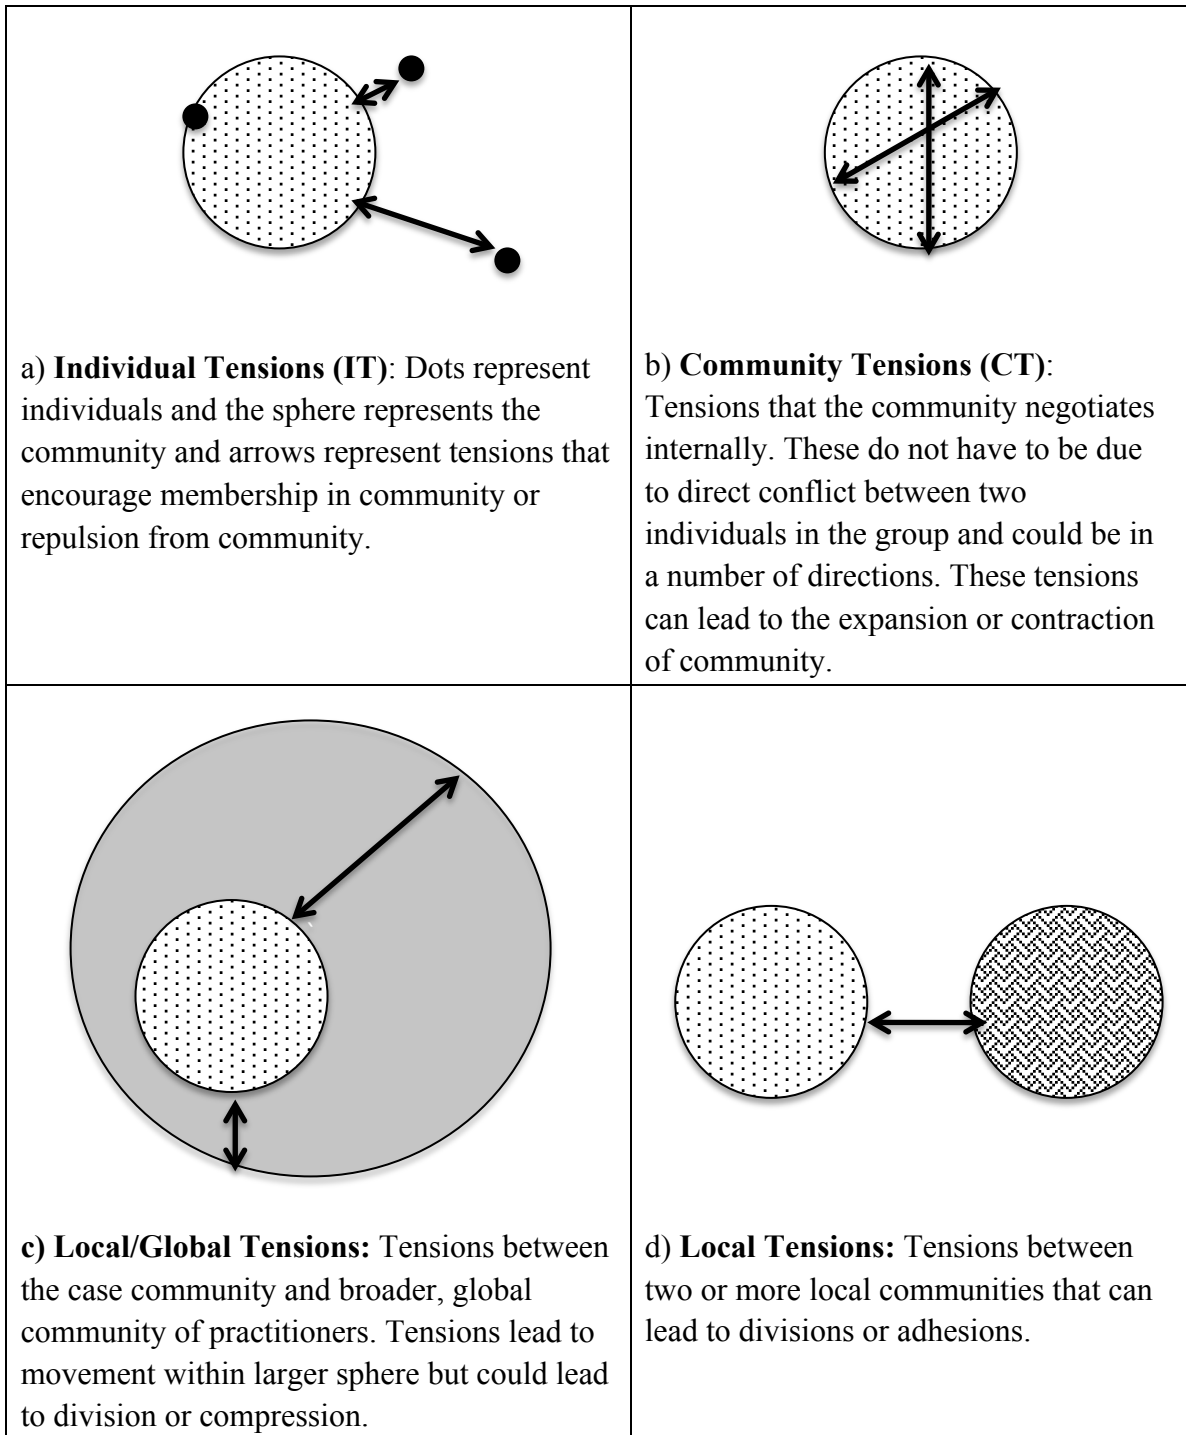 a) Individual Tensions (IT): Dots represent
individuals and the sphere represents the
community and arrows represent tensions that
encourage membership in community or
repulsion from community.
b) Community Tensions (CT):
Tensions that the community negotiates
internally. These do not have to be due
to direct conflict between two
individuals in the group and could be in
a number of directions. These tensions
can lead to the expansion or contraction
of community.
c) Local/Global Tensions: Tensions between
the case community and broader, global
community of practitioners. Tensions lead to
movement within larger sphere but could lead
to division or compression.
d) Local Tensions: Tensions between
two or more local communities that can
lead to divisions or adhesions.